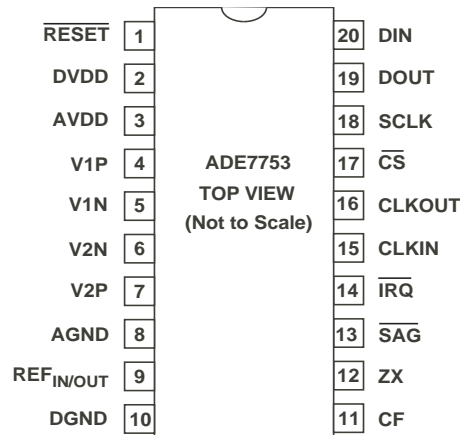 RESET 1
DVDD 2
AVDD 3
V1P 4
V1N 5
V2N 6
V2P 7
AGND 8
REFIN/OUT 9
DGND 10
ADE7753
TOP VIEW
(Not to Scale)
20 DIN
19 DOUT
18 SCLK
17 CS
16 CLKOUT
15 CLKIN
14 IRQ
13 SAG
12 ZX
11 CF